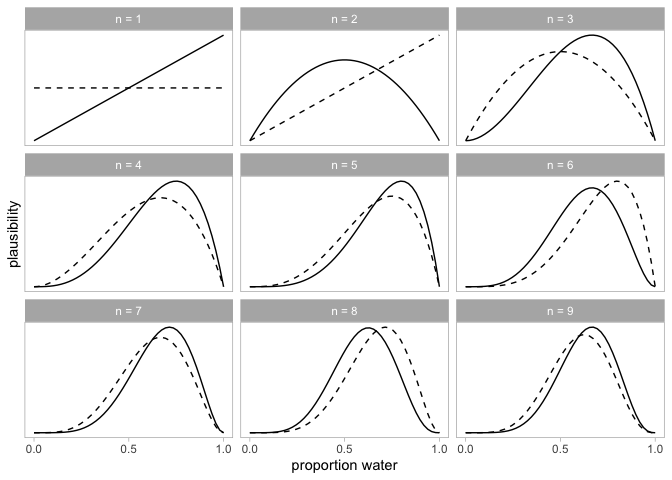 n = 1
n = 2
n = 3
n = 4
n = 5
n = 6
n = 7
n = 8
n = 9
plausibility
0.0 0.5 1.0 0.0 0.5 1.0 0.0 0.5 1.0
proportion water